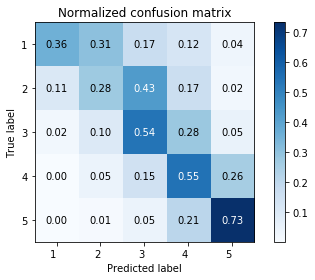 Normalized confusion matrix
1 0.36 0.31 0.17 0.12 0.04
2 0.11 0.28 0.43 0.17 0.02
3 0.02 0.10 0.54 0.28 0.05
4 0.00 0.05 0.15 0.55 0.26
5 0.00 0.01 0.05 0.21 0.73
1 2 3 4 5
True label
Predicted label
0.7
0.6
0.5
0.4
0.3
0.2
0.1